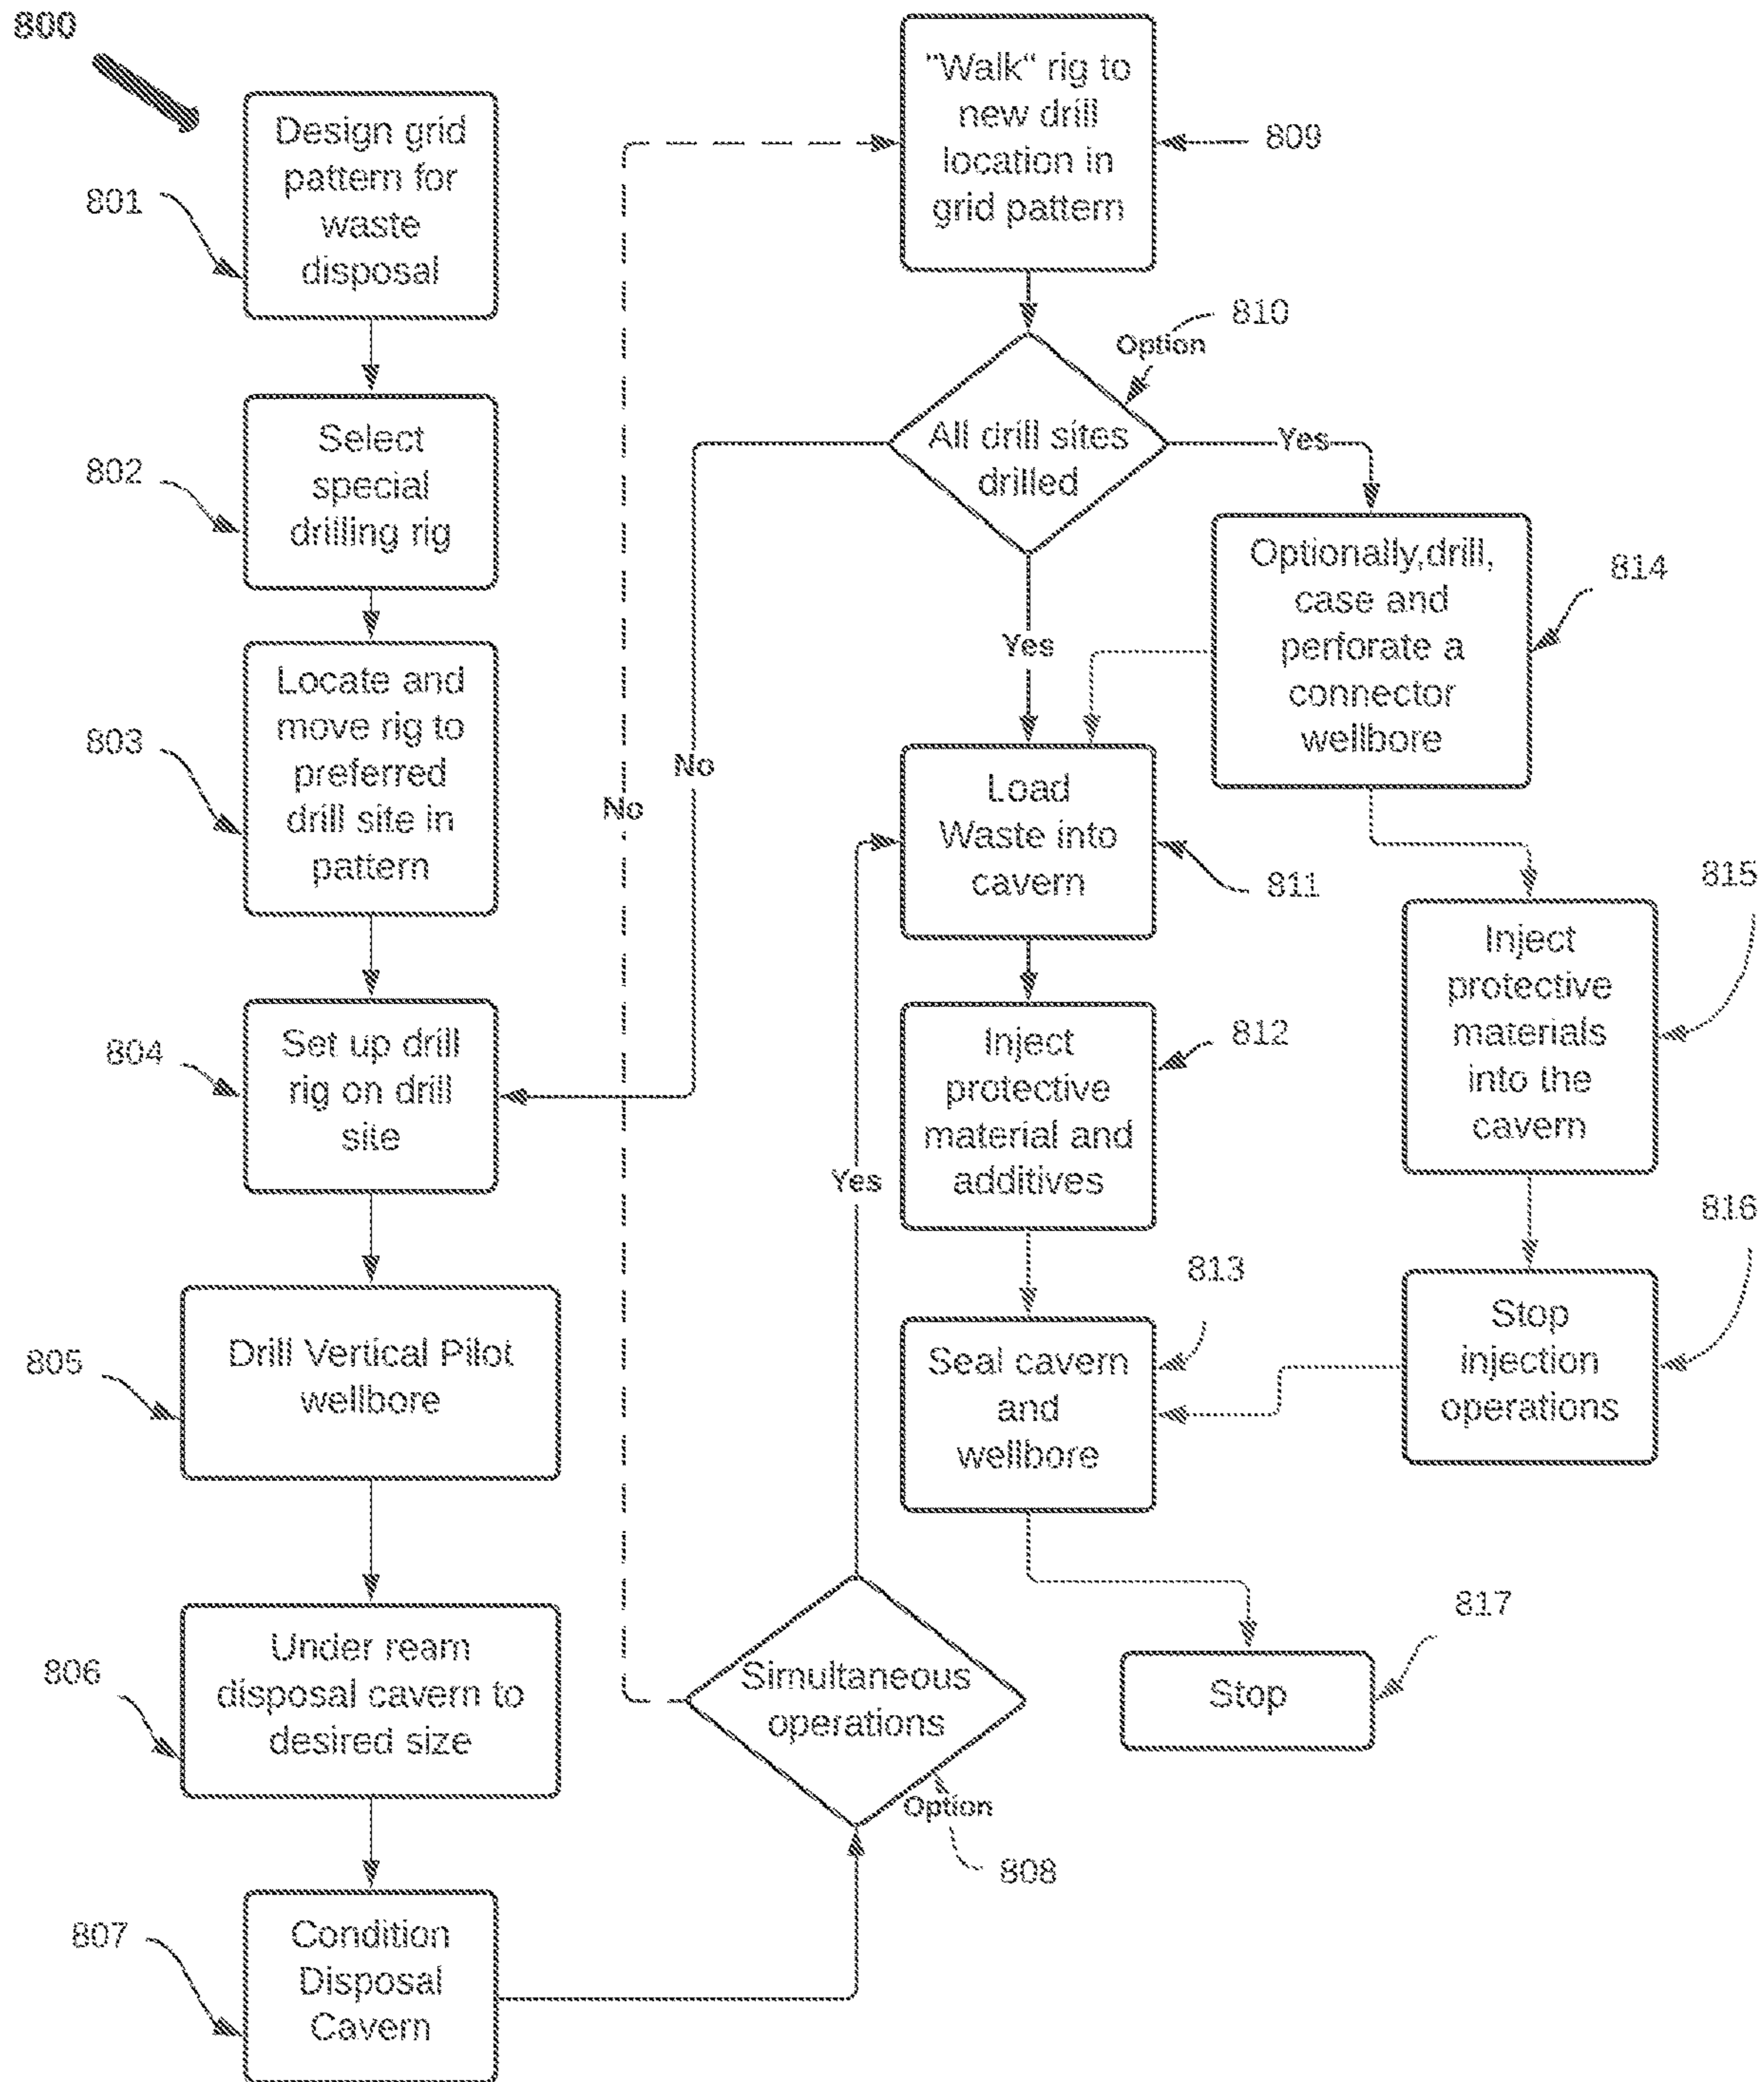 800
801
Design grid
pattern for
waste
disposal
802
Select
special
drilling rig
803
Locate and
move rig to
preferred
drill site in
pattern
804
Set up drill
rig on drill
site
805
Drill Vertical Pilot
wellbore
806
Under ream
disposal cavern to
desired size
807
Condition
Disposal
Cavern
Simultaneous
operations
Option
808
No
Yes
"Walk" rig to
new drill
location in
grid pattern
809
810
Option
All drill sites
drilled
No
Yes
Yes
Load
Waste into
cavern
811
Inject
protective
material and
additives
812
813
Seal cavern
and
wellbore
Optionally,drill,
case and
perforate a
connector
wellbore
814
815
Inject
protective
materials
into the
cavern
816
Stop
injection
operations
817
Stop